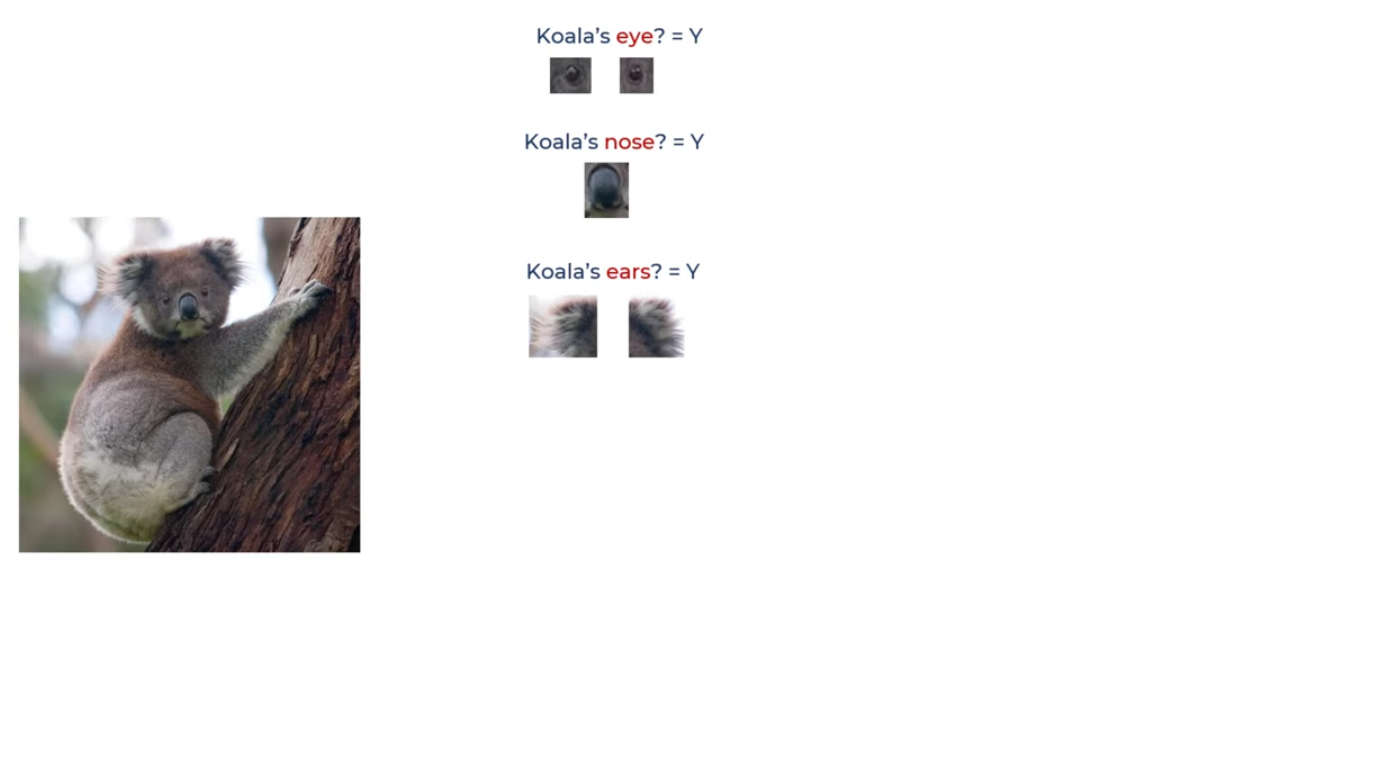 Koala’s eye? = Y
Koala’s nose? = Y
Koala’s ears? = Y